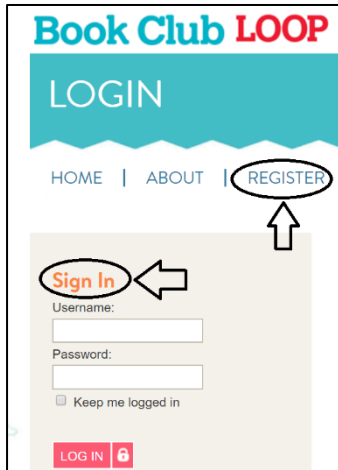 Book Club LOOP
LOGIN
HOME | ABOUT | REGISTER
Sign In
Username:
Password:
Keep me logged in
LOG IN